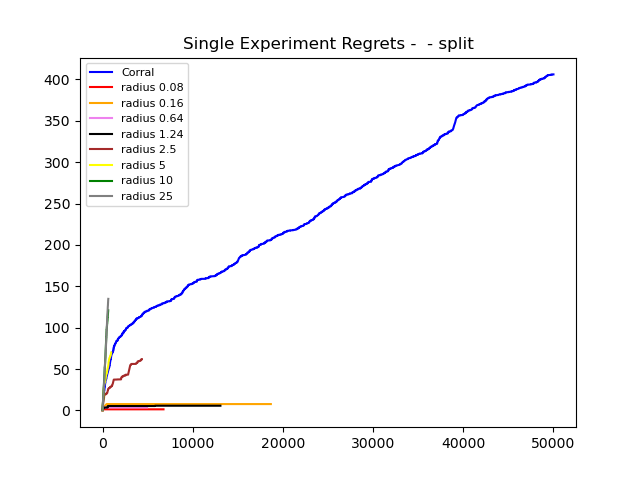 Single Experiment Regrets -  - split
Corral
radius 0.08
radius 0.16
radius 0.64
radius 1.24
radius 2.5
radius 5
radius 10
radius 25
400
350
300
250
200
150
100
50
0
0 10000 20000 30000 40000 50000